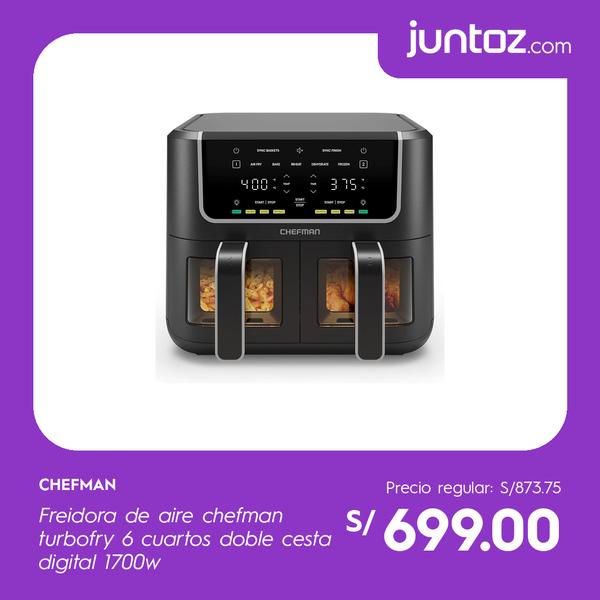 juntoz.com
SYNC BASKETS SYNC FINISH
1 AIR FRY BAKE REHEAT DEHYDRATE FROZEN 2
400 TEMP TIME 375
START | STOP START STOP START | STOP
CHEFMAN
CHEFMAN
Precio regular: S/873.75
Freidora de aire chefman
turbofry 6 cuartos doble cesta
digital 1700w
S/ 699.00